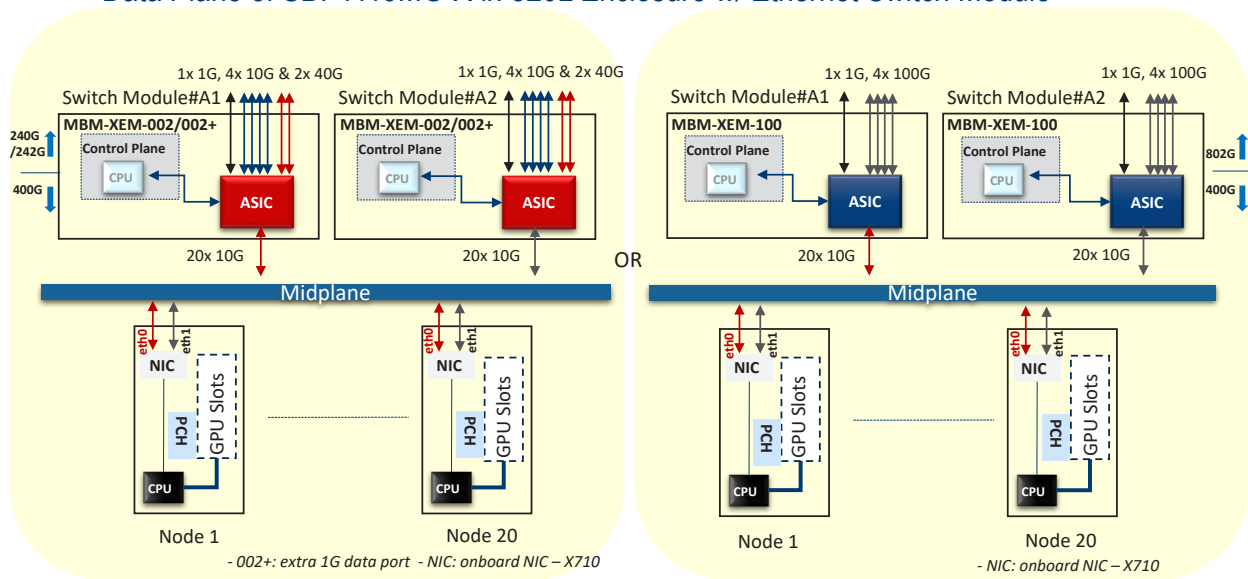 1x 1G, 4x 10G & 2x 40G
1x 1G, 4x 10G & 2x 40G
Switch Module#A1
Switch Module#A2
MBM-XEM-002/002+
MBM-XEM-002/002+
240G
/242G
400G
Control Plane
CPU
ASIC
Control Plane
CPU
ASIC
20x 10G
20x 10G
Midplane
eth0
eth1
NIC
PCH
GPU Slots
CPU
Node 1
eth0
eth1
NIC
PCH
GPU Slots
CPU
Node 20
- 002+: extra 1G data port - NIC: onboard NIC – X710
OR
1x 1G, 4x 100G
1x 1G, 4x 100G
Switch Module#A1
Switch Module#A2
MBM-XEM-100
MBM-XEM-100
Control Plane
CPU
ASIC
Control Plane
CPU
ASIC
802G
400G
20x 10G
20x 10G
Midplane
eth0
eth1
NIC
PCH
GPU Slots
CPU
Node 1
eth0
eth1
NIC
PCH
GPU Slots
CPU
Node 20
- NIC: onboard NIC – X710